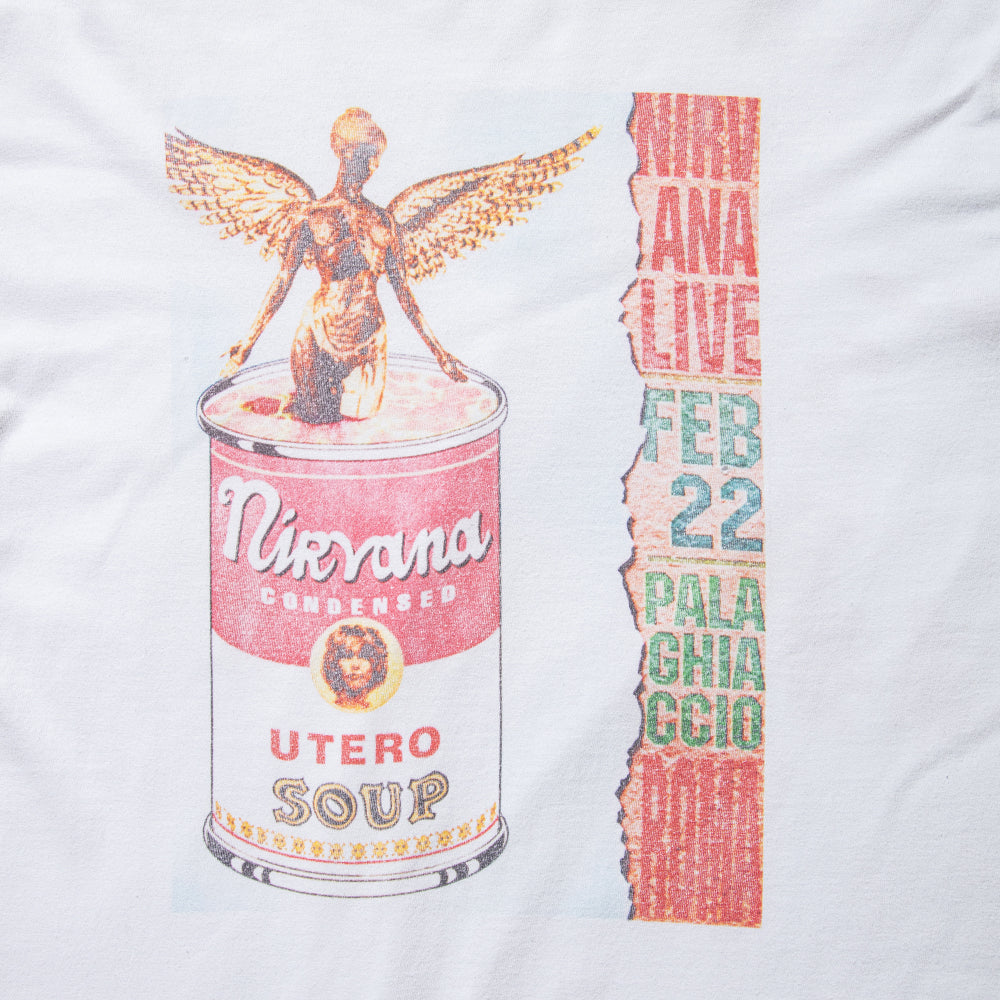 Nirvana
CONDENSED
UTERO
SOUP
NIRV
ANA
LIVE
FEB
22
PALA
GHIA
CCIO